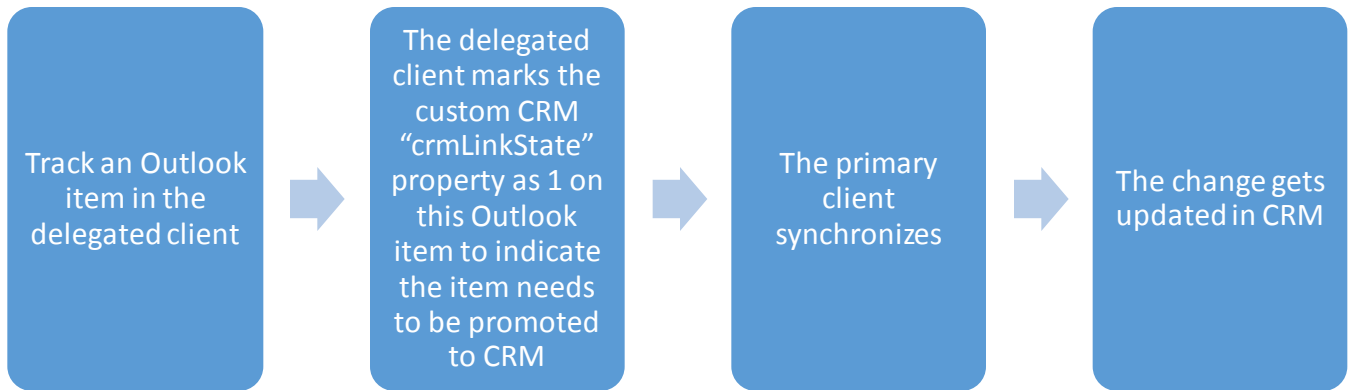 Track an Outlook
item in the
delegated client
The delegated
client marks the
custom CRM
“crmLinkState”
property as 1 on
this Outlook
item to indicate
the item needs
to be promoted
to CRM
The primary
client
synchronizes
The change gets
updated in CRM